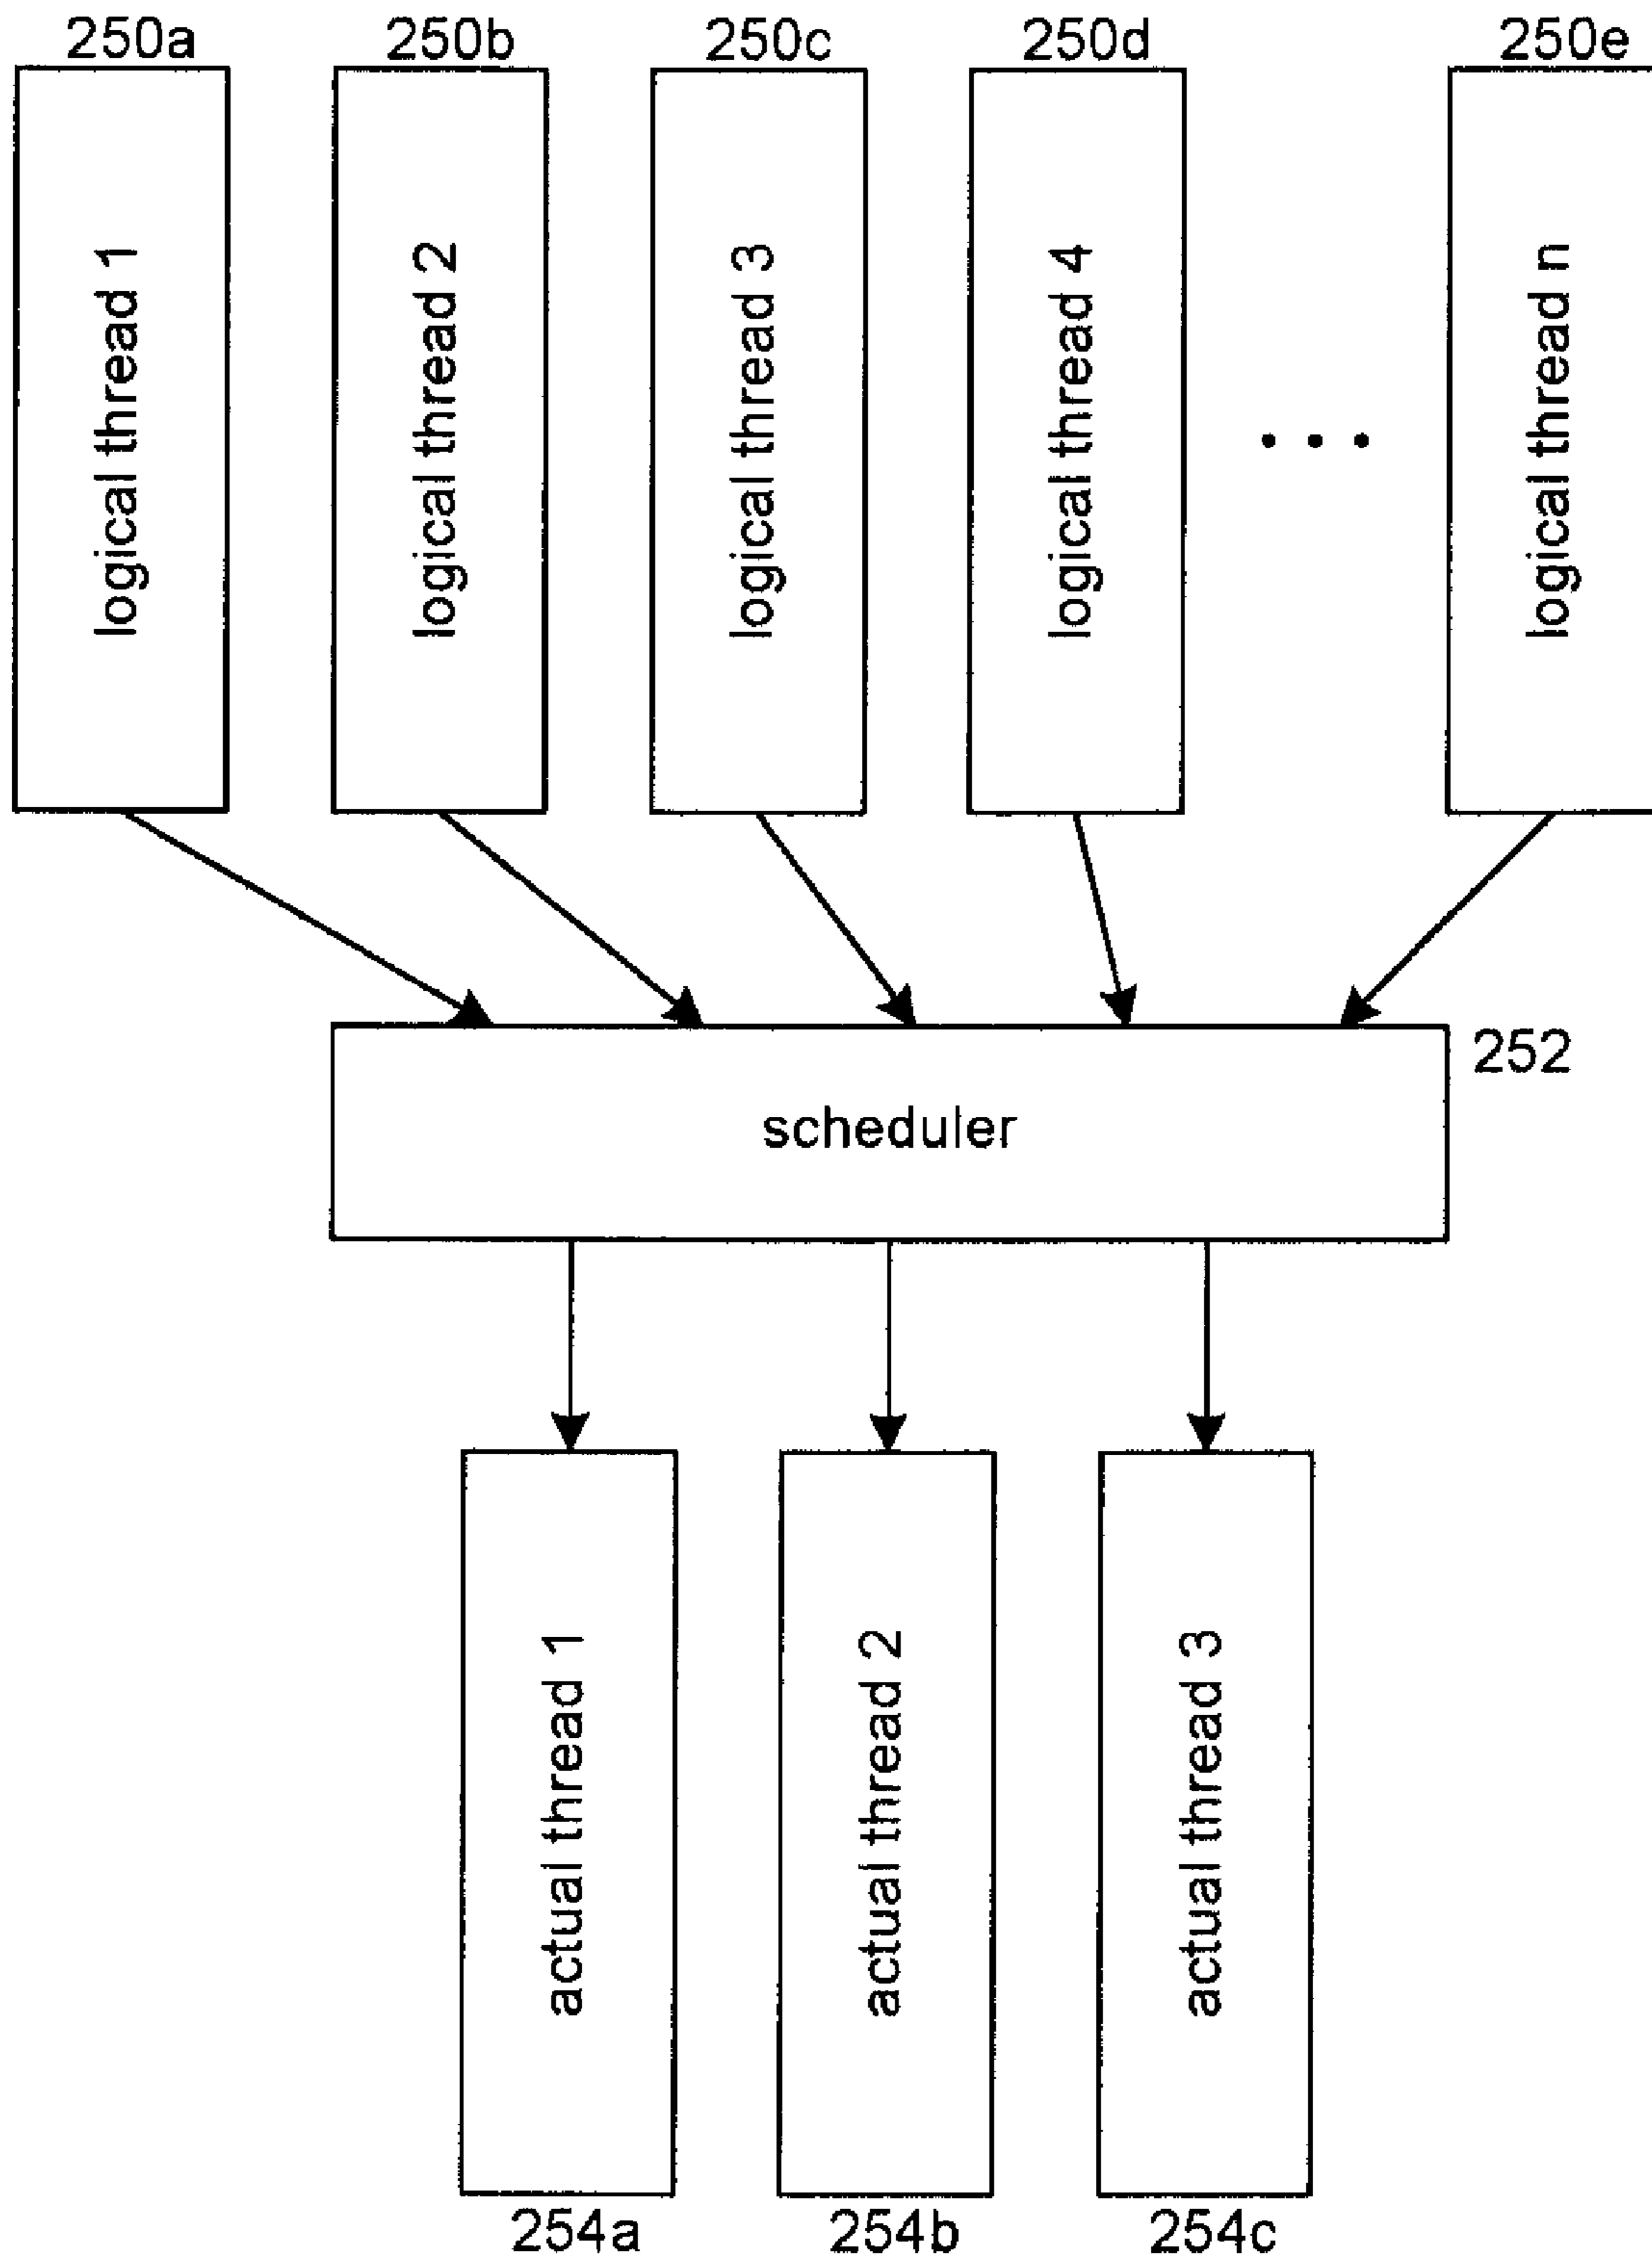 250a
250b
250c
250d
250e
logical thread 1
logical thread 2
logical thread 3
logical thread 4
. . .
logical thread n
252
scheduler
actual thread 1
actual thread 2
actual thread 3
254a
254b
254c